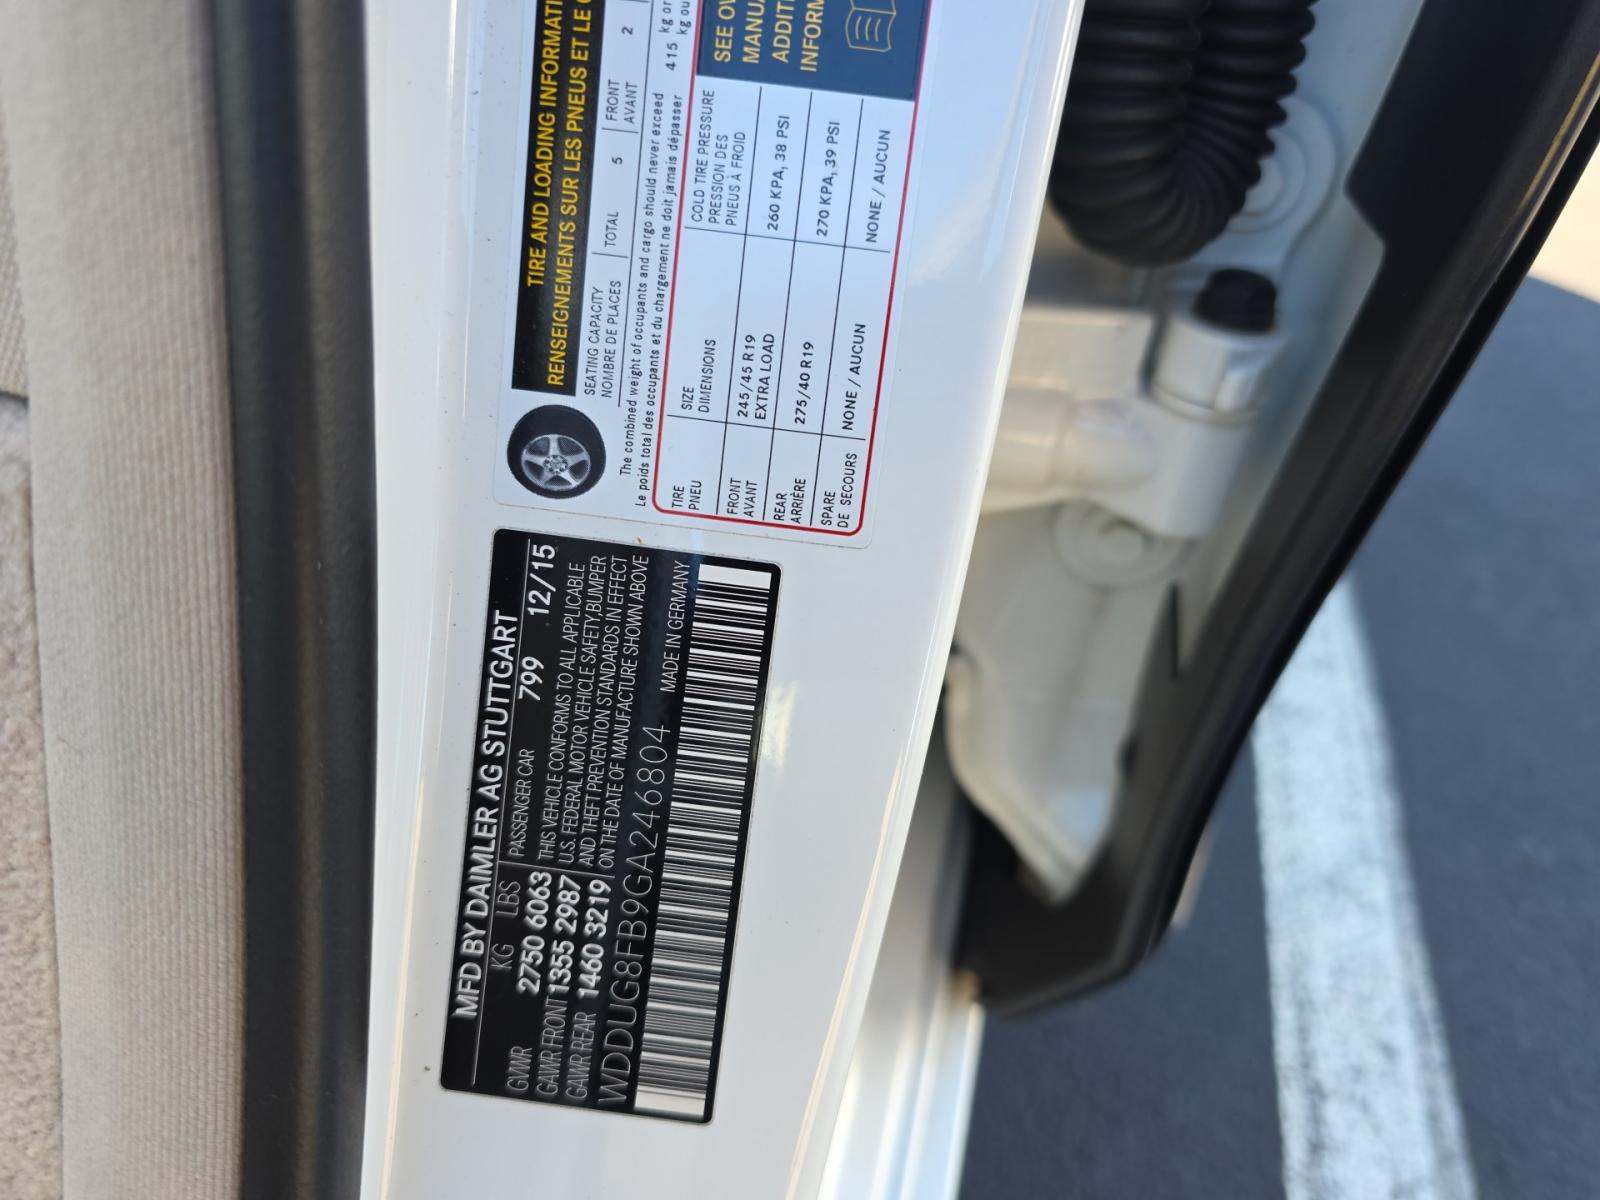 MFD BY DAIMLER AG STUTTGART
KG LBS PASSENGER CAR 799 12/15
GVWR 2750 6063 THIS VEHICLE CONFORMS TO ALL APPLICABLE
GAWR FRONT 1355 2987 U.S. FEDERAL MOTOR VEHICLE SAFETY,BUMPER
GAWR REAR 1460 3219 AND THEFT PREVENTION STANDARDS IN EFFECT
ON THE DATE OF MANUFACTURE SHOWN ABOVE
WDDUG8FB9GA246804 MADE IN GERMANY
TIRE AND LOADING
RENSEIGNEMENTS SUR LES PNEUS ET LE
SEATING CAPACITY
NOMBRE DE PLACES
TOTAL 5
FRONT
AVANT
2
The combined weight of occupants and cargo should never exceed 415 kg or
Le poids total des occupants et du chargement ne doit jamais dépasser kg ou
TIRE
PNEU
SIZE
DIMENSIONS
COLD TIRE PRESSURE
PRESSION DES
PNEUS À FROID
FRONT
AVANT
245/45 R19
EXTRA LOAD
260 KPA, 38 PSI
REAR
ARRIÈRE
275/40 R19
270 KPA, 39 PSI
SPARE
DE SECOURS
NONE / AUCUN
NONE / AUCUN
SEE